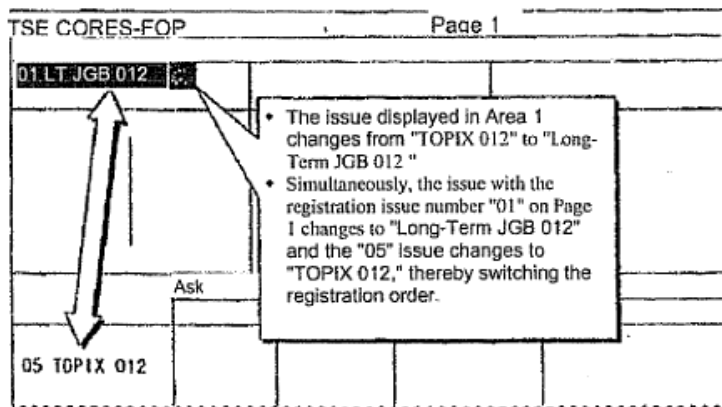 TSE CORES-FOP Page 1
01 LT JGB 012
• The issue displayed in Area 1
changes from "TOPIX 012" to "Long-
Term JGB 012 "
• Simultaneously, the issue with the
registration issue number "01" on Page
1 changes to "Long-Term JGB 012"
and the "05" issue changes to
"TOPIX 012," thereby switching the
registration order.
Ask
05 TOPIX 012